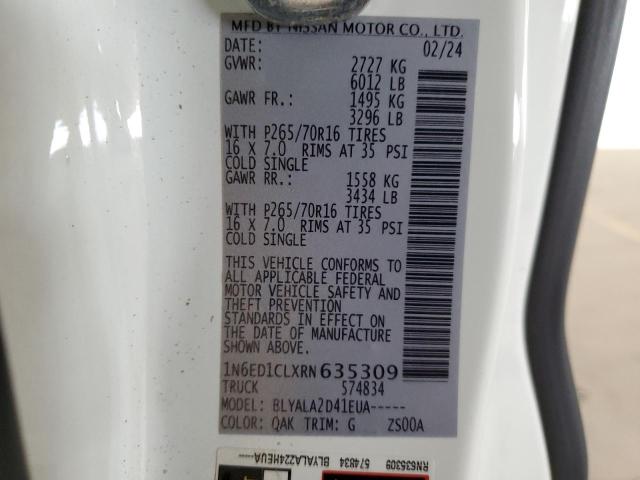 MFD BY NISSAN MOTOR CO., LTD.
DATE: 02/24
GVWR: 2727 KG
6012 LB
GAWR FR.: 1495 KG
3296 LB
WITH P265/70R16 TIRES
16 X 7.0 RIMS AT 35 PSI
COLD SINGLE
GAWR RR.: 1558 KG
3434 LB
WITH P265/70R16 TIRES
16 X 7.0 RIMS AT 35 PSI
COLD SINGLE
THIS VEHICLE CONFORMS TO
ALL APPLICABLE FEDERAL
MOTOR VEHICLE SAFETY AND
THEFT PREVENTION
STANDARDS IN EFFECT ON
THE DATE OF MANUFACTURE
SHOWN ABOVE.
1N6ED1CLXRN635309
TRUCK 574834
MODEL: BLYALA2D41EUA-----
COLOR: QAK TRIM: G ZS00A
RN635309
574834 BLYALA224HEUA----